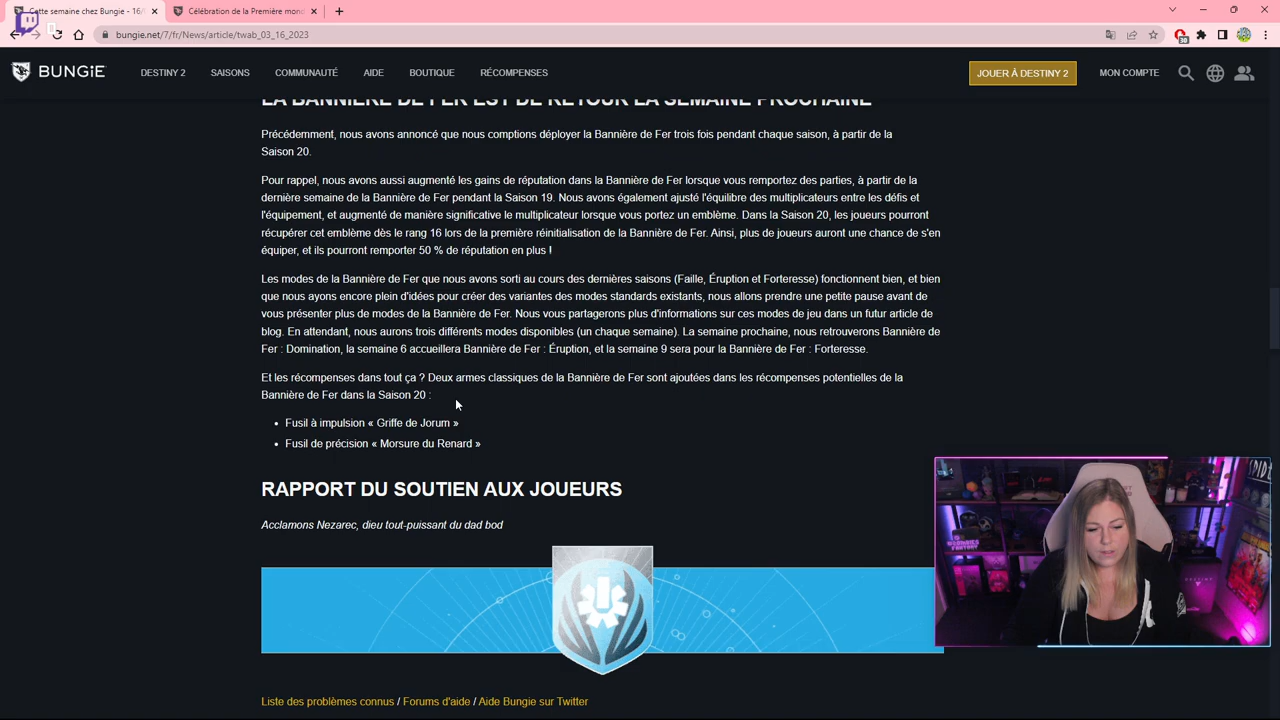 Cette semaine chez Bungie - 16/
Célébration de la Première mond
bungie.net/7/fr/News/article/twab_03_16_2023
BUNGiE
DESTINY 2
SAISONS
COMMUNAUTÉ
AIDE
BOUTIQUE
RÉCOMPENSES
JOUER À DESTINY 2
MON COMPTE
LA BANNIÈRE DE FER EST DE RETOUR LA SEMAINE PROCHAINE
Précédemment, nous avons annoncé que nous comptions déployer la Bannière de Fer trois fois pendant chaque saison, à partir de la
Saison 20.
Pour rappel, nous avons aussi augmenté les gains de réputation dans la Bannière de Fer lorsque vous remportez des parties, à partir de la
dernière semaine de la Bannière de Fer pendant la Saison 19. Nous avons également ajusté l'équilibre des multiplicateurs entre les défis et
l'équipement, et augmenté de manière significative le multiplicateur lorsque vous portez un emblème. Dans la Saison 20, les joueurs pourront
récupérer cet emblème dès le rang 16 lors de la première réinitialisation de la Bannière de Fer. Ainsi, plus de joueurs auront une chance de s'en
équiper, et ils pourront remporter 50 % de réputation en plus !
Les modes de la Bannière de Fer que nous avons sorti au cours des dernières saisons (Faille, Éruption et Forteresse) fonctionnent bien, et bien
que nous ayons encore plein d'idées pour créer des variantes des modes standards existants, nous allons prendre une petite pause avant de
vous présenter plus de modes de la Bannière de Fer. Nous vous partagerons plus d'informations sur ces modes de jeu dans un futur article de
blog. En attendant, nous aurons trois différents modes disponibles (un chaque semaine). La semaine prochaine, nous retrouverons Bannière de
Fer : Domination, la semaine 6 accueillera Bannière de Fer : Éruption, et la semaine 9 sera pour la Bannière de Fer : Forteresse.
Et les récompenses dans tout ça ? Deux armes classiques de la Bannière de Fer sont ajoutées dans les récompenses potentielles de la
Bannière de Fer dans la Saison 20 :
• Fusil à impulsion « Griffe de Jorum »
• Fusil de précision « Morsure du Renard »
RAPPORT DU SOUTIEN AUX JOUEURS
Acclamons Nezarec, dieu tout-puissant du dad bod
Liste des problèmes connus / Forums d'aide / Aide Bungie sur Twitter